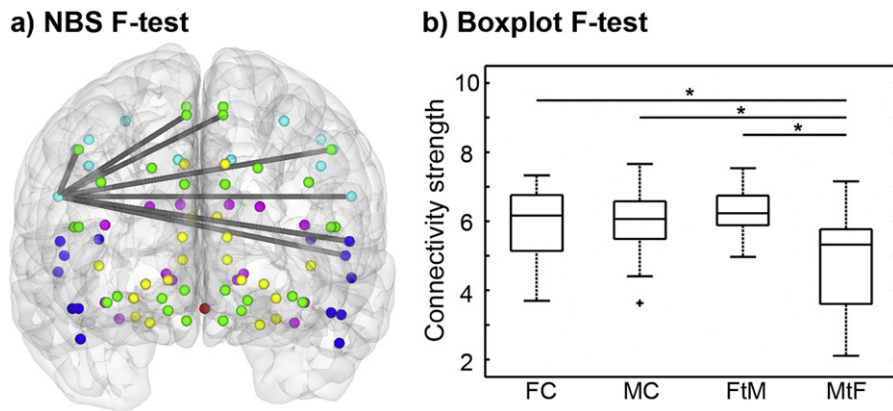 a) NBS F-test
b) Boxplot F-test
Connectivity strength
10
8
6
4
2
*
*
*
FC
MC
FtM
MtF